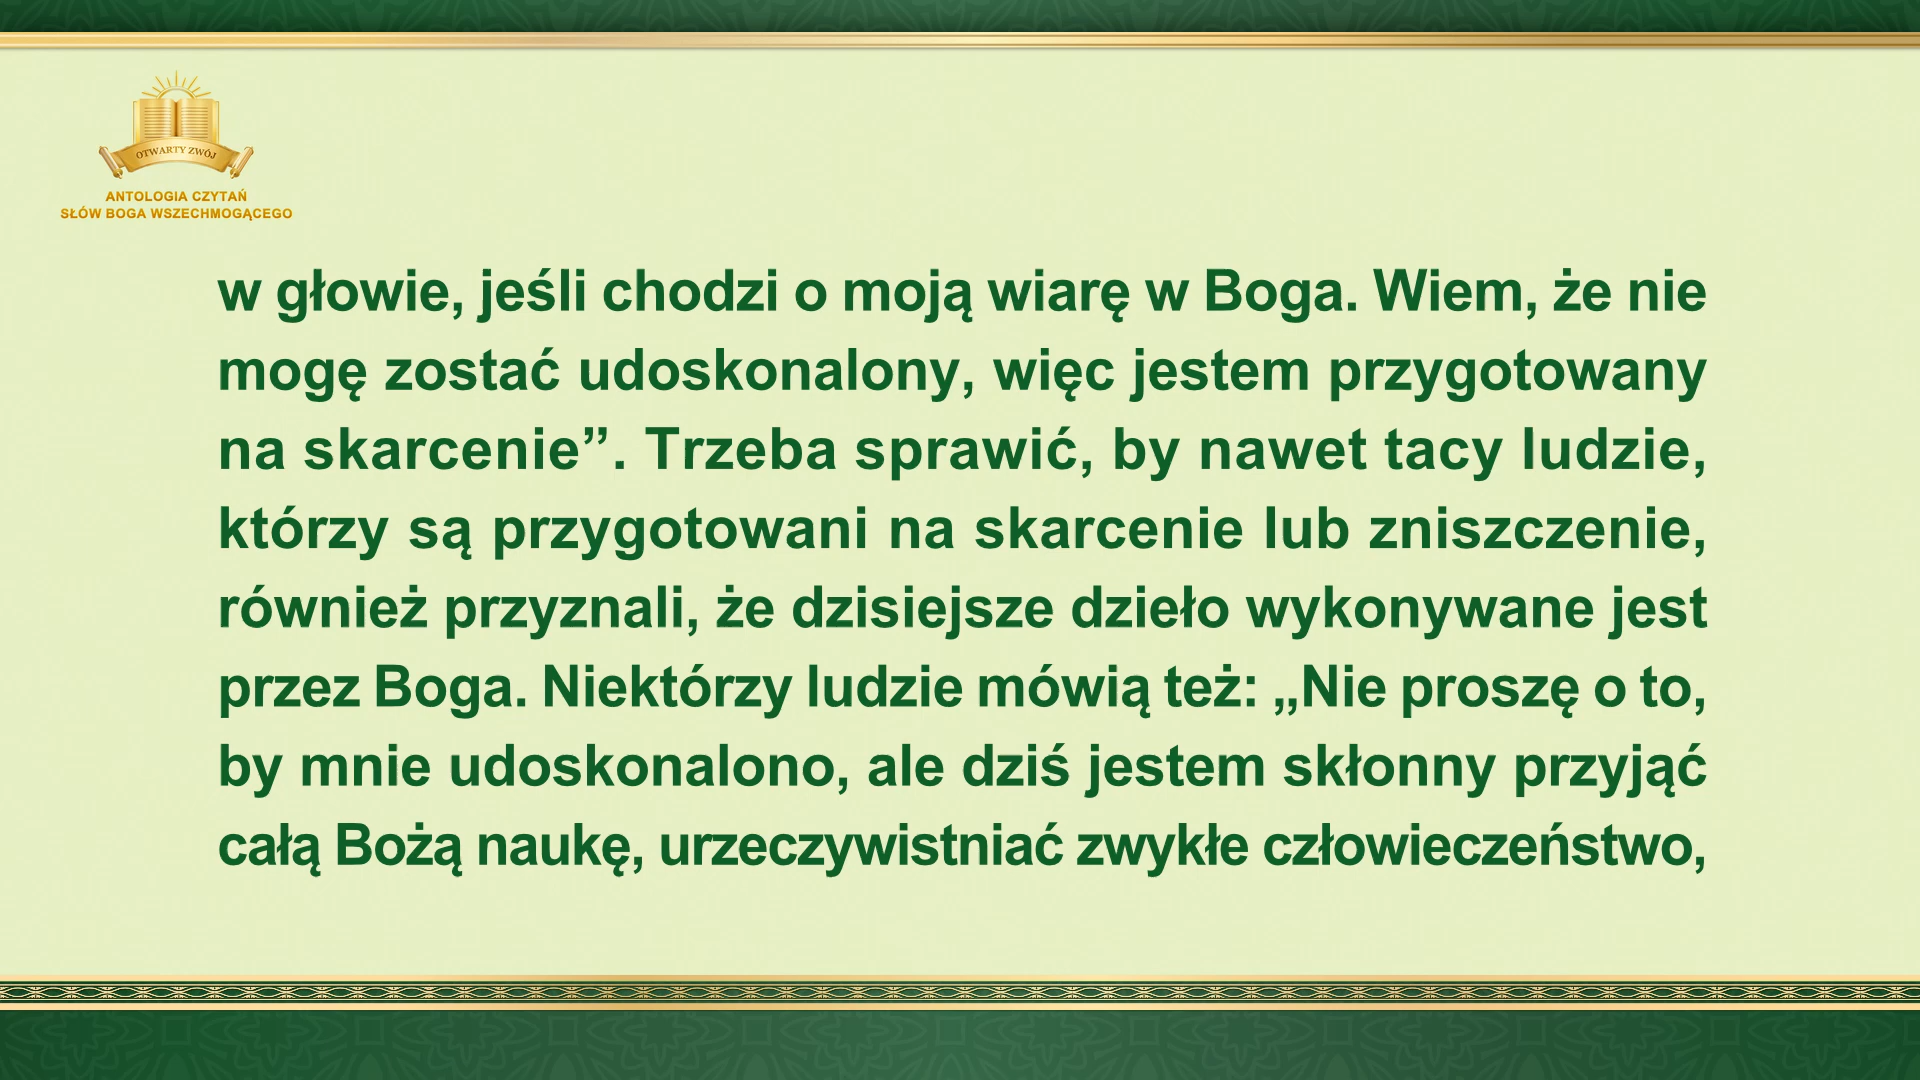 OTWARTY ZWÓJ
ANTOLOGIA CZYTAŃ
SŁÓW BOGA WSZECHMOGĄCEGO
w głowie, jeśli chodzi o moją wiarę w Boga. Wiem, że nie
mogę zostać udoskonalony, więc jestem przygotowany
na skarcenie”. Trzeba sprawić, by nawet tacy ludzie,
którzy są przygotowani na skarcenie lub zniszczenie,
również przyznali, że dzisiejsze dzieło wykonywane jest
przez Boga. Niektórzy ludzie mówią też: „Nie proszę o to,
by mnie udoskonalono, ale dziś jestem skłonny przyjąć
całą Bożą naukę, urzeczywistniać zwykłe człowieczeństwo,